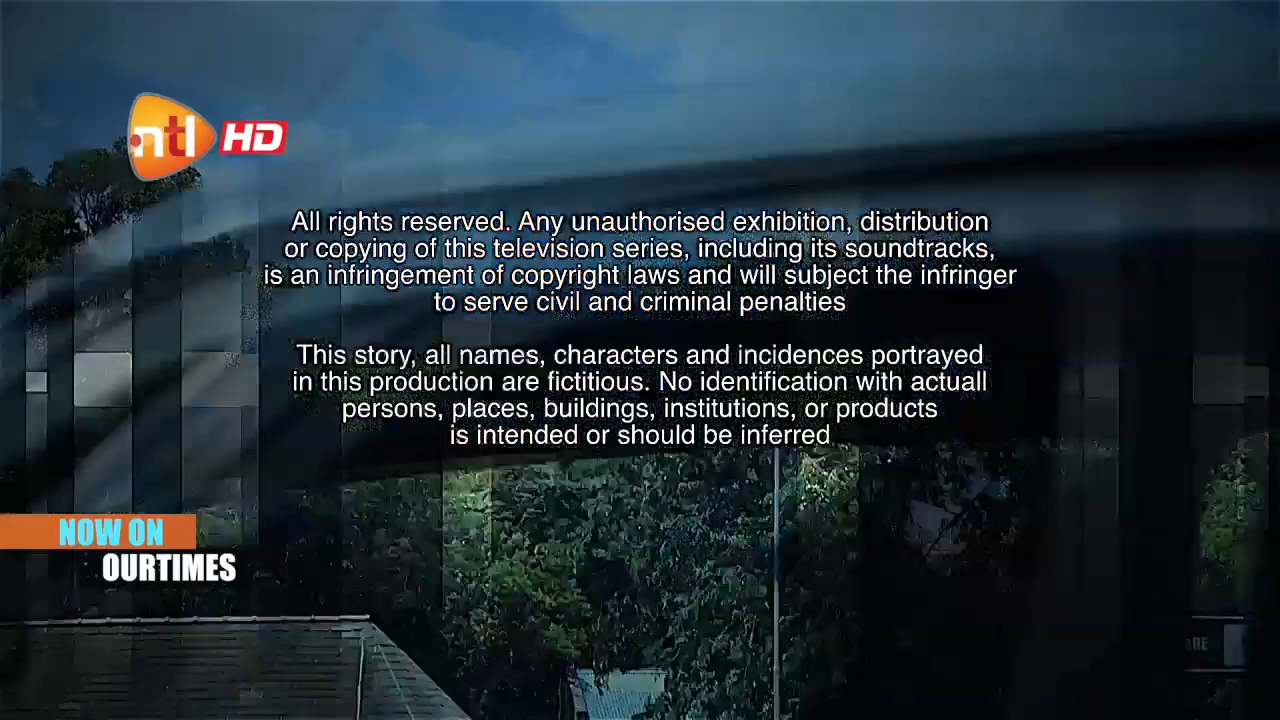 ntl HD
All rights reserved. Any unauthorised exhibition, distribution
or copying of this television series, including its soundtracks,
is an infringement of copyright laws and will subject the infringer
to serve civil and criminal penalties
This story, all names, characters and incidences portrayed
in this production are fictitious. No identification with actuall
persons, places, buildings, institutions, or products
is intended or should be inferred
NOW ON
OURTIMES